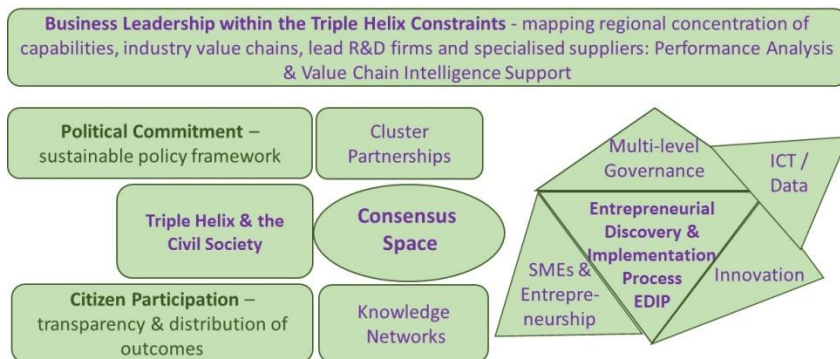 Business Leadership within the Triple Helix Constraints - mapping regional concentration of
capabilities, industry value chains, lead R&D firms and specialised suppliers: Performance Analysis
& Value Chain Intelligence Support
Political Commitment –
sustainable policy framework
Cluster
Partnerships
Triple Helix & the
Civil Society
Consensus
Space
Citizen Participation –
transparency & distribution of
outcomes
Knowledge
Networks
Multi-level
Governance
ICT /
Data
Entrepreneurial
Discovery &
Implementation
Process
EDIP
SMEs &
Entrepre-
neurship
Innovation